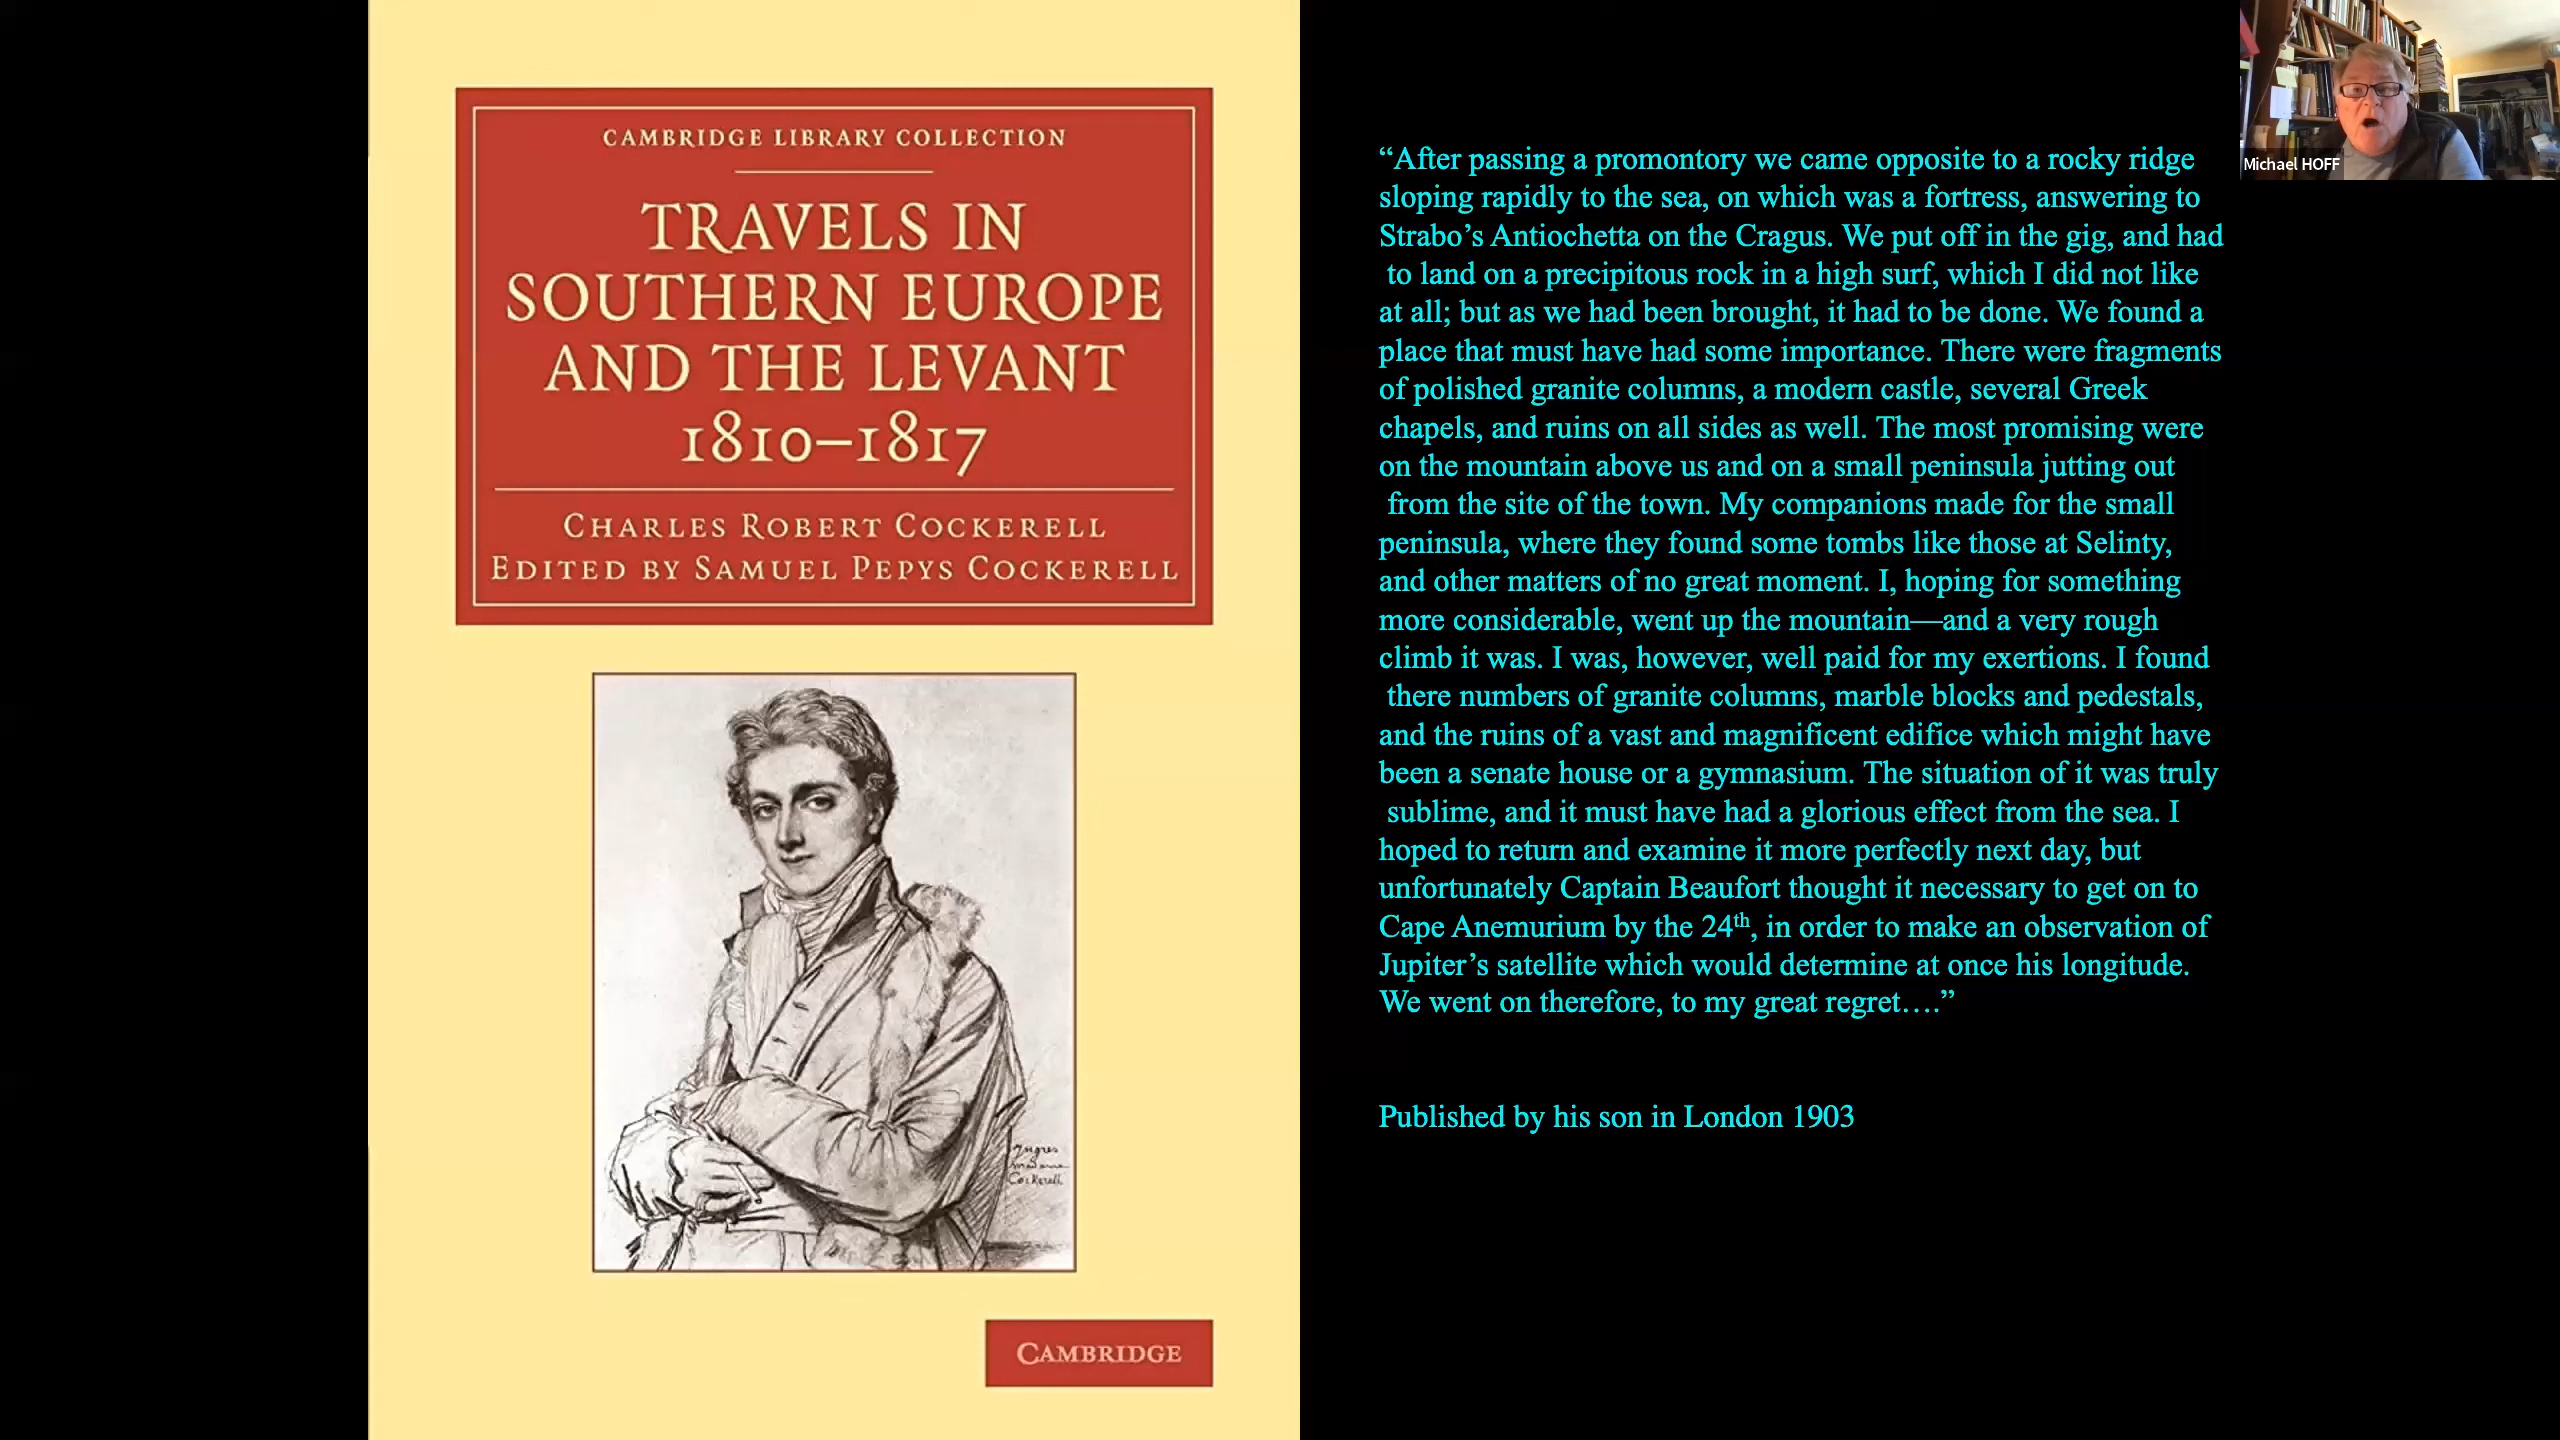 CAMBRIDGE LIBRARY COLLECTION
TRAVELS IN
SOUTHERN EUROPE
AND THE LEVANT
1810–1817
CHARLES ROBERT COCKERELL
EDITED BY SAMUEL PEPYS COCKERELL
Ingres
Cockerell
CAMBRIDGE
“After passing a promontory we came opposite to a rocky ridge
sloping rapidly to the sea, on which was a fortress, answering to
Strabo’s Antiochetta on the Cragus. We put off in the gig, and had
to land on a precipitous rock in a high surf, which I did not like
at all; but as we had been brought, it had to be done. We found a
place that must have had some importance. There were fragments
of polished granite columns, a modern castle, several Greek
chapels, and ruins on all sides as well. The most promising were
on the mountain above us and on a small peninsula jutting out
from the site of the town. My companions made for the small
peninsula, where they found some tombs like those at Selinty,
and other matters of no great moment. I, hoping for something
more considerable, went up the mountain—and a very rough
climb it was. I was, however, well paid for my exertions. I found
there numbers of granite columns, marble blocks and pedestals,
and the ruins of a vast and magnificent edifice which might have
been a senate house or a gymnasium. The situation of it was truly
sublime, and it must have had a glorious effect from the sea. I
hoped to return and examine it more perfectly next day, but
unfortunately Captain Beaufort thought it necessary to get on to
Cape Anemurium by the 24th, in order to make an observation of
Jupiter’s satellite which would determine at once his longitude.
We went on therefore, to my great regret….”
Published by his son in London 1903
Michael HOFF